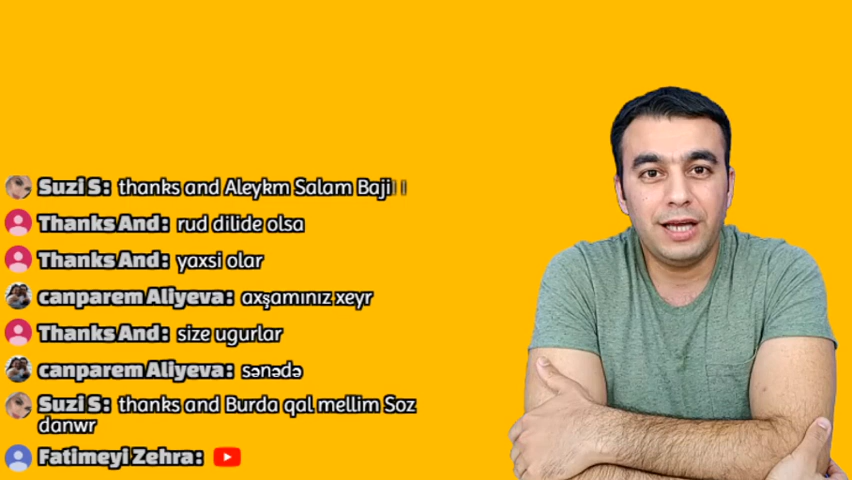 Suzi S: thanks and Aleykm Salam Baji
Thanks And: rud dilide olsa
Thanks And: yaxsi olar
canparem Aliyeva: axşamınız xeyr
Thanks And: size ugurlar
canparem Aliyeva: sənədə
Suzi S: thanks and Burda qal mellim Soz
danwr
Fatimeyi Zehra: